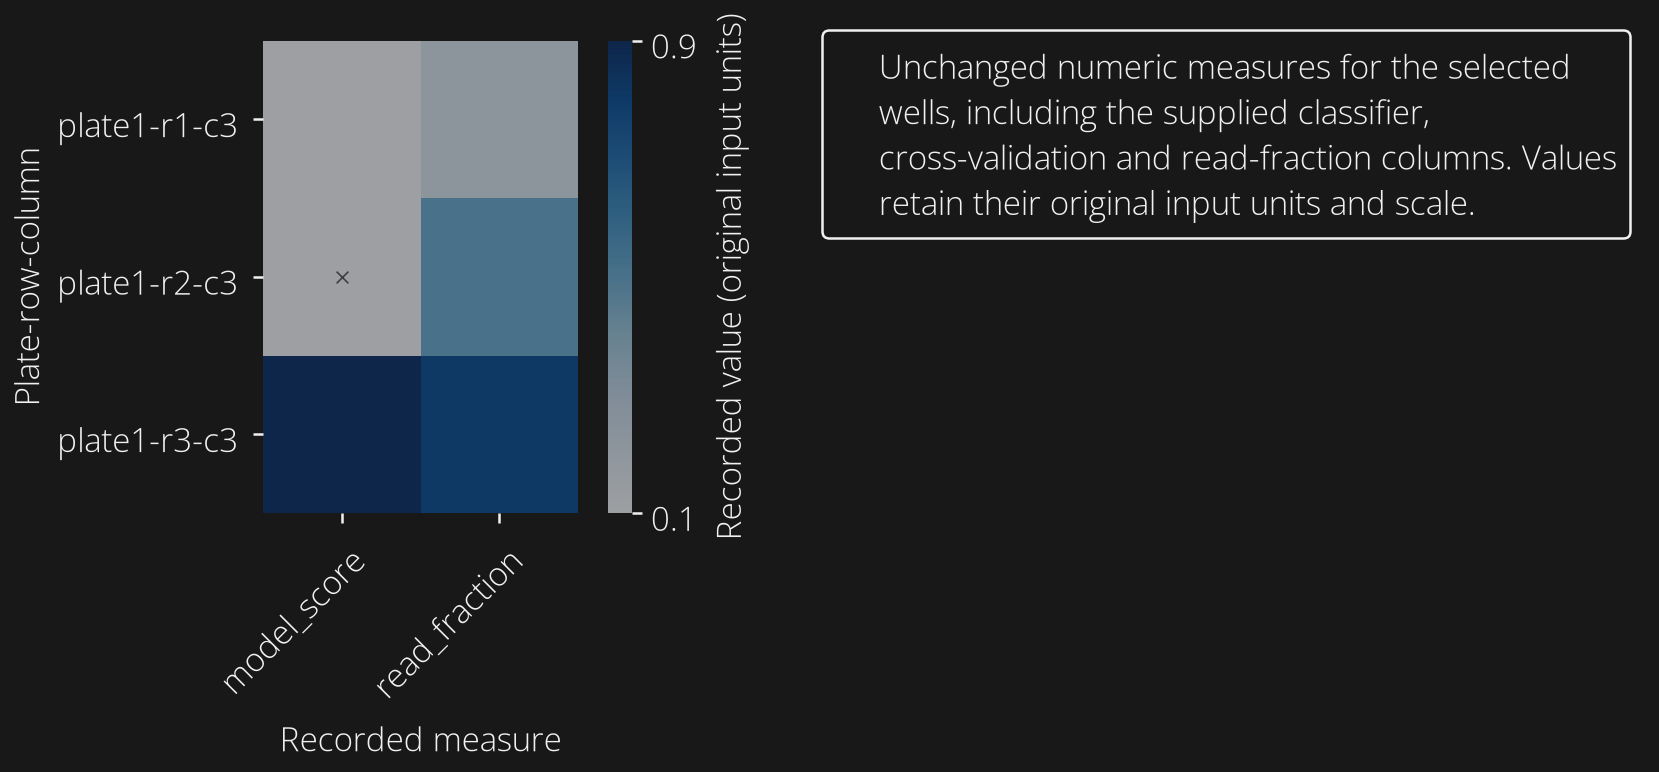 Plate-row-column
plate1-r1-c3
plate1-r2-c3
plate1-r3-c3
×
model_score
read_fraction
Recorded measure
0.9
0.1
Recorded value (original input units)
Unchanged numeric measures for the selected
wells, including the supplied classifier,
cross-validation and read-fraction columns. Values
retain their original input units and scale.